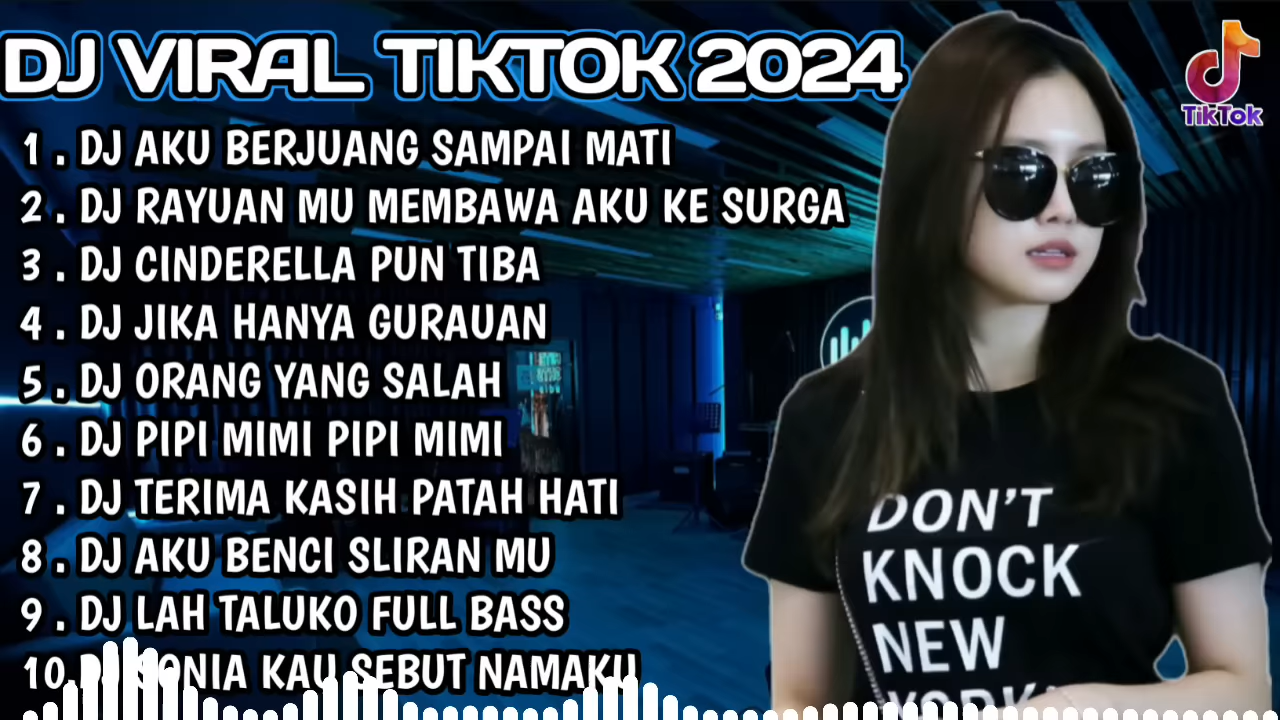 DJ VIRAL TIKTOK 2024
TikTok
1 . DJ AKU BERJUANG SAMPAI MATI
2 . DJ RAYUAN MU MEMBAWA AKU KE SURGA
3 . DJ CINDERELLA PUN TIBA
4 . DJ JIKA HANYA GURAUAN
5 . DJ ORANG YANG SALAH
6 . DJ PIPI MIMI PIPI MIMI
7 . DJ TERIMA KASIH PATAH HATI
8 . DJ AKU BENCI SLIRAN MU
9 . DJ LAH TALUKO FULL BASS
10.DJ SONIA KAU SEBUT NAMAKU
DON'T
KNOCK
NEW
YORK